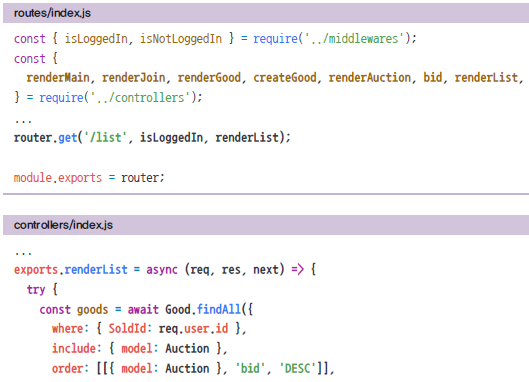 routes/index.js
const { isLoggedIn, isNotLoggedIn } = require('../middlewares');
const {
  renderMain, renderJoin, renderGood, createGood, renderAuction, bid, renderList,
} = require('../controllers');
...
router.get('/list', isLoggedIn, renderList);
module.exports = router;
controllers/index.js
...
exports.renderList = async (req, res, next) => {
  try {
    const goods = await Good.findAll({
      where: { SoldId: req.user.id },
      include: { model: Auction },
      order: [[{ model: Auction }, 'bid', 'DESC']],